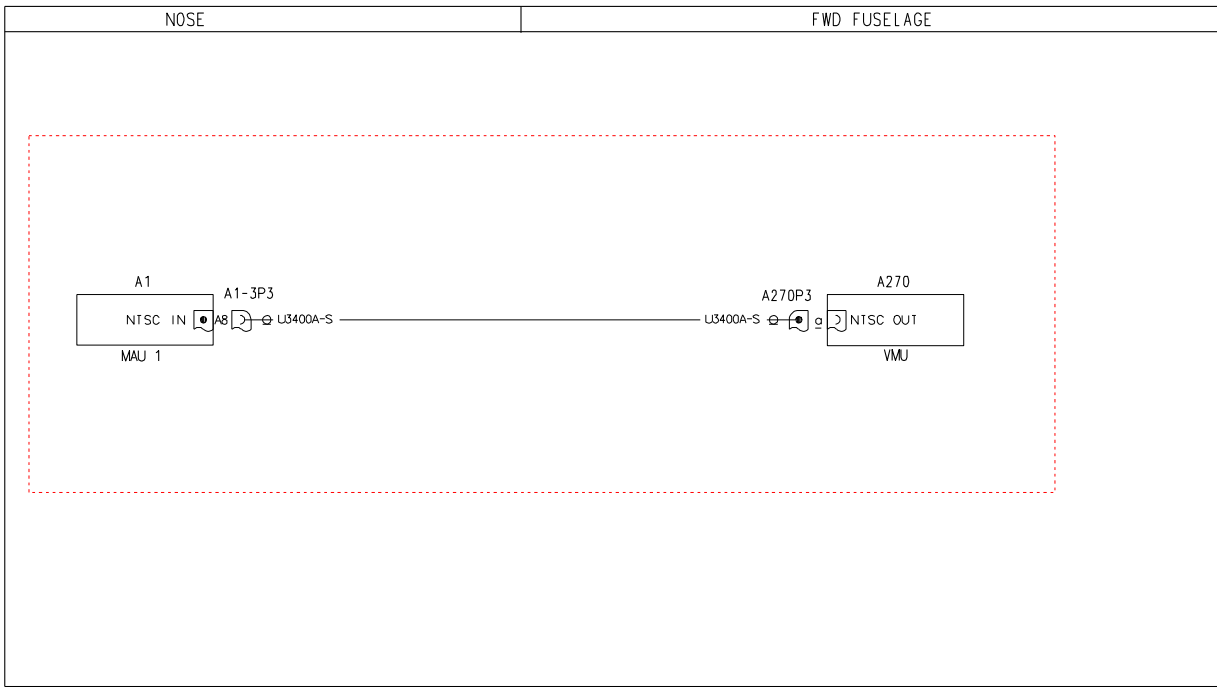 NOSE
FWD FUSELAGE
A1
A1-3P3
A270P3
A270
NTSC IN
A8
U3400A-S
U3400A-S
a
NTSC OUT
MAU 1
VMU